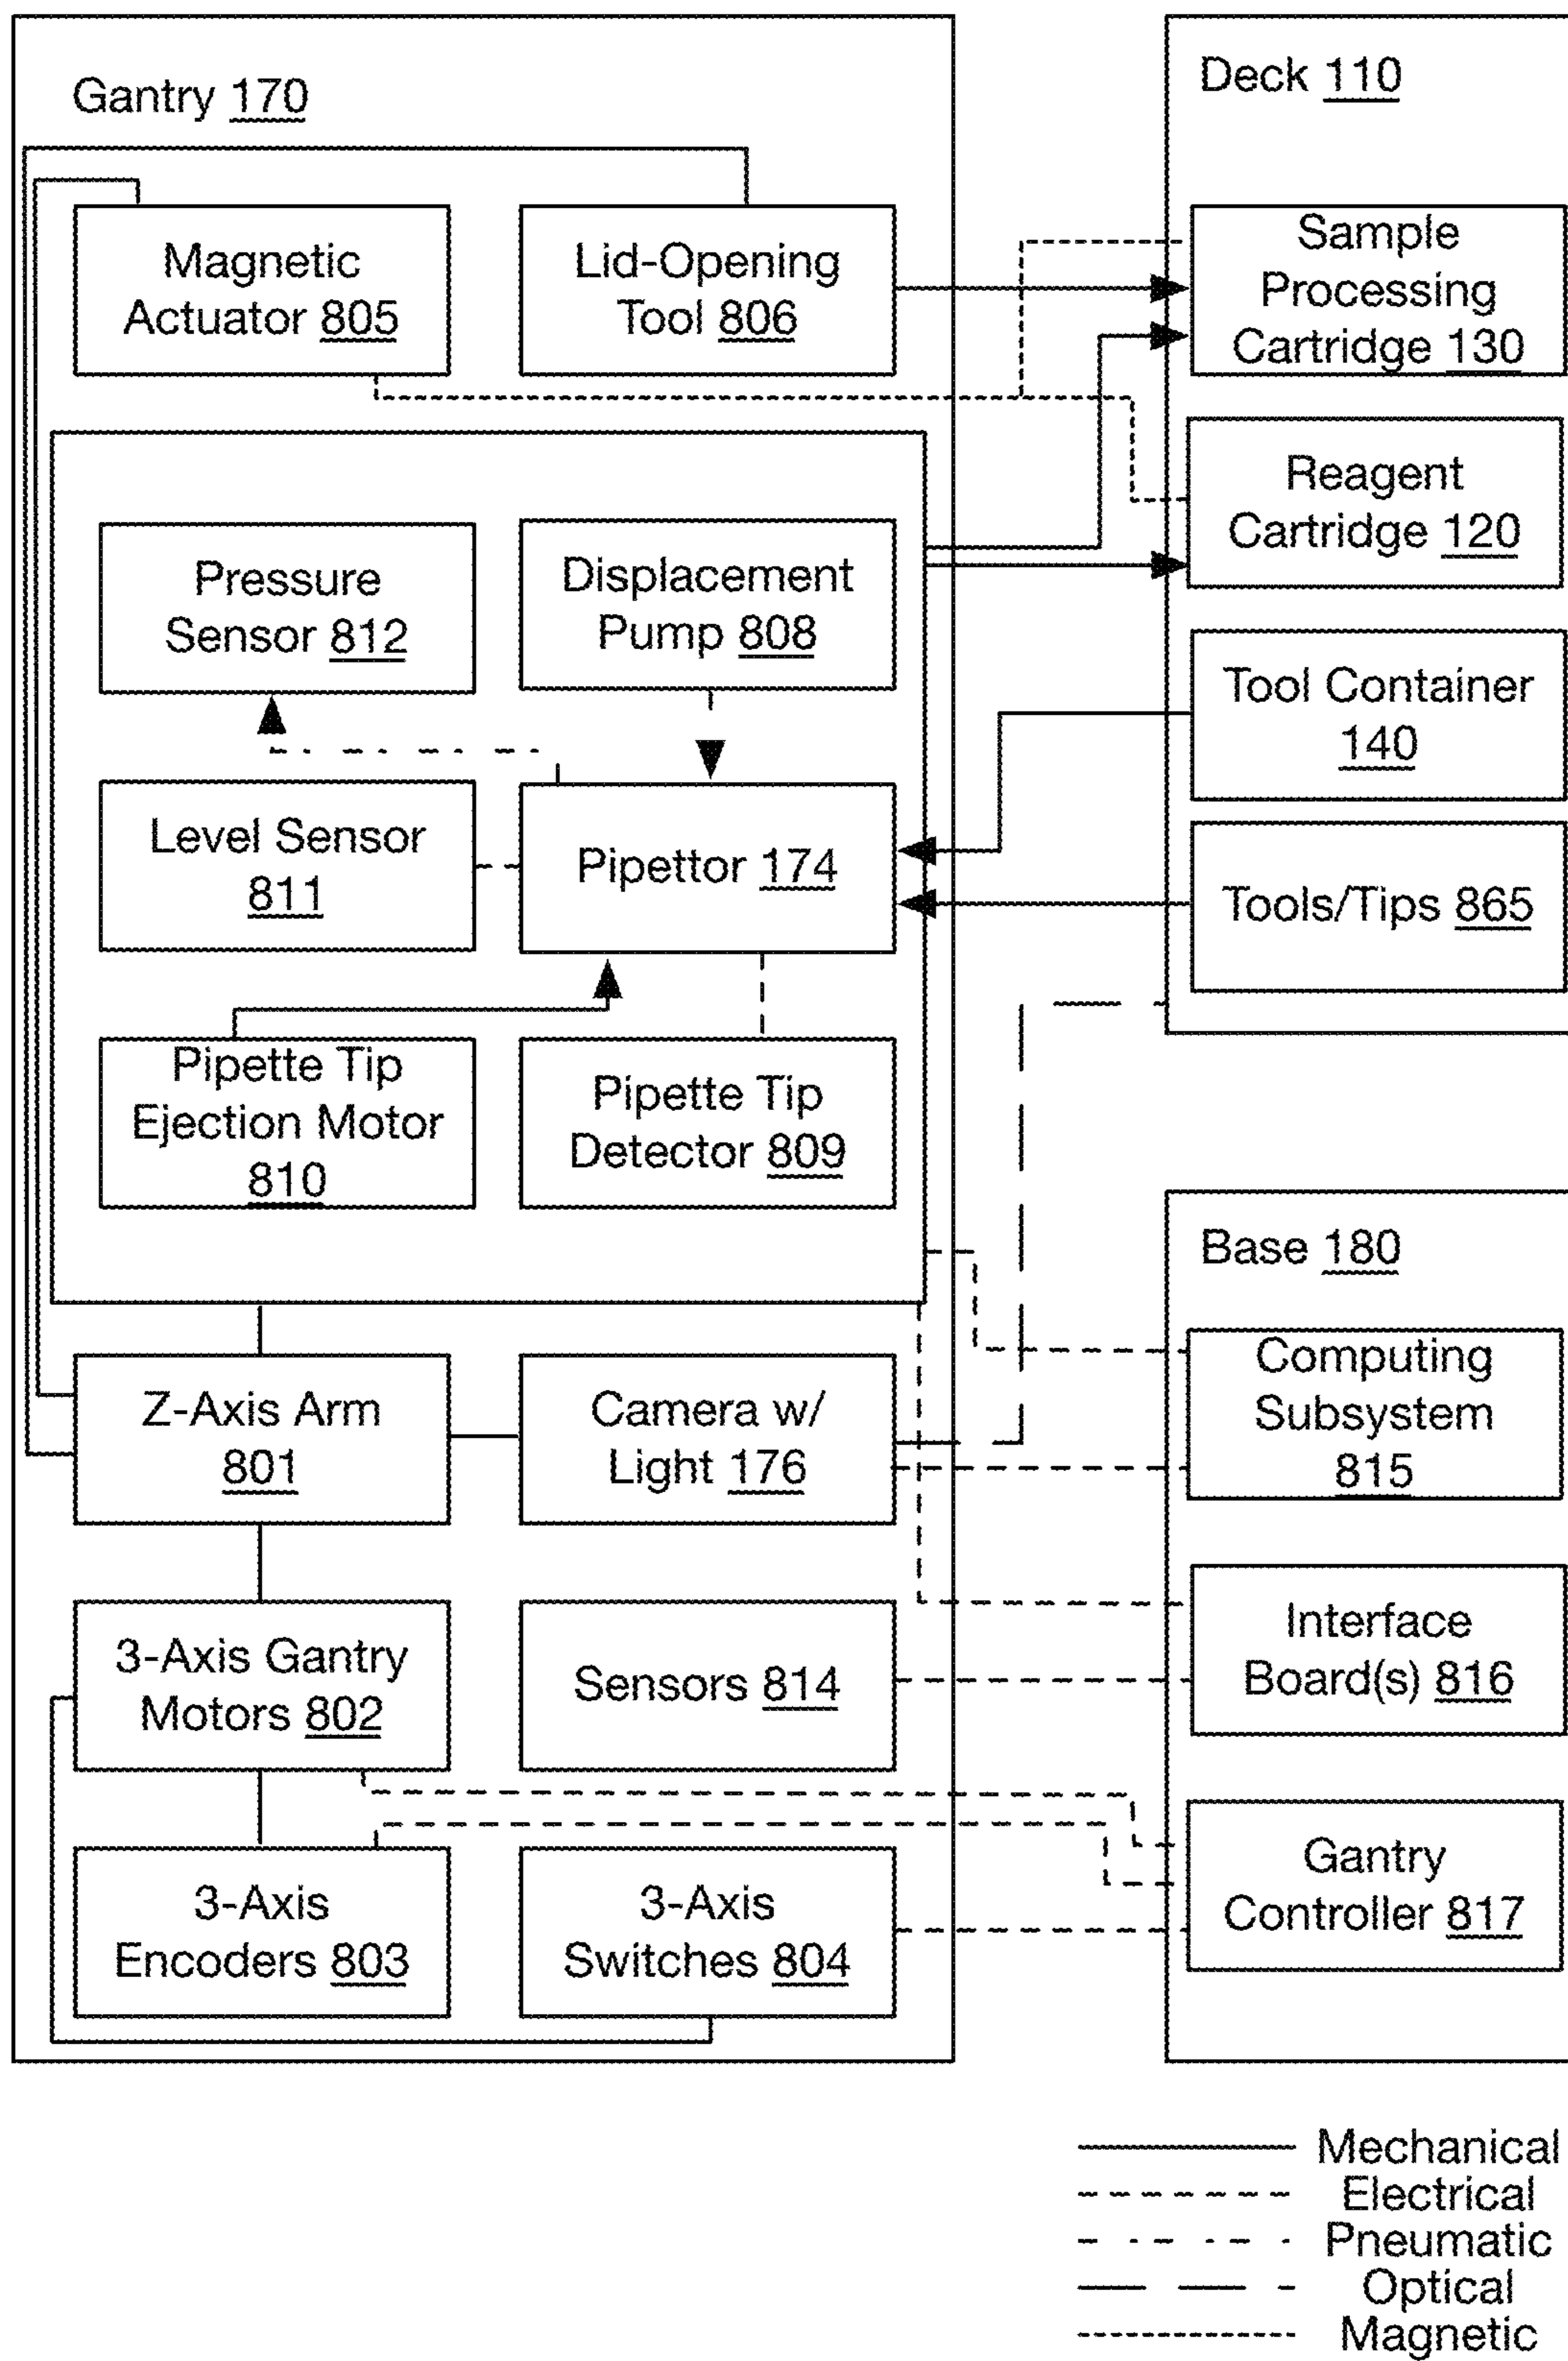 Gantry 170
Magnetic
Actuator 805
Lid-Opening
Tool 806
Pressure
Sensor 812
Displacement
Pump 808
Level Sensor
811
Pipettor 174
Pipette Tip
Ejection Motor
810
Pipette Tip
Detector 809
Z-Axis Arm
801
Camera w/
Light 176
3-Axis Gantry
Motors 802
Sensors 814
3-Axis
Encoders 803
3-Axis
Switches 804
Deck 110
Sample
Processing
Cartridge 130
Reagent
Cartridge 120
Tool Container
140
Tools/Tips 865
Base 180
Computing
Subsystem
815
Interface
Board(s) 816
Gantry
Controller 817
Mechanical
Electrical
Pneumatic
Optical
Magnetic